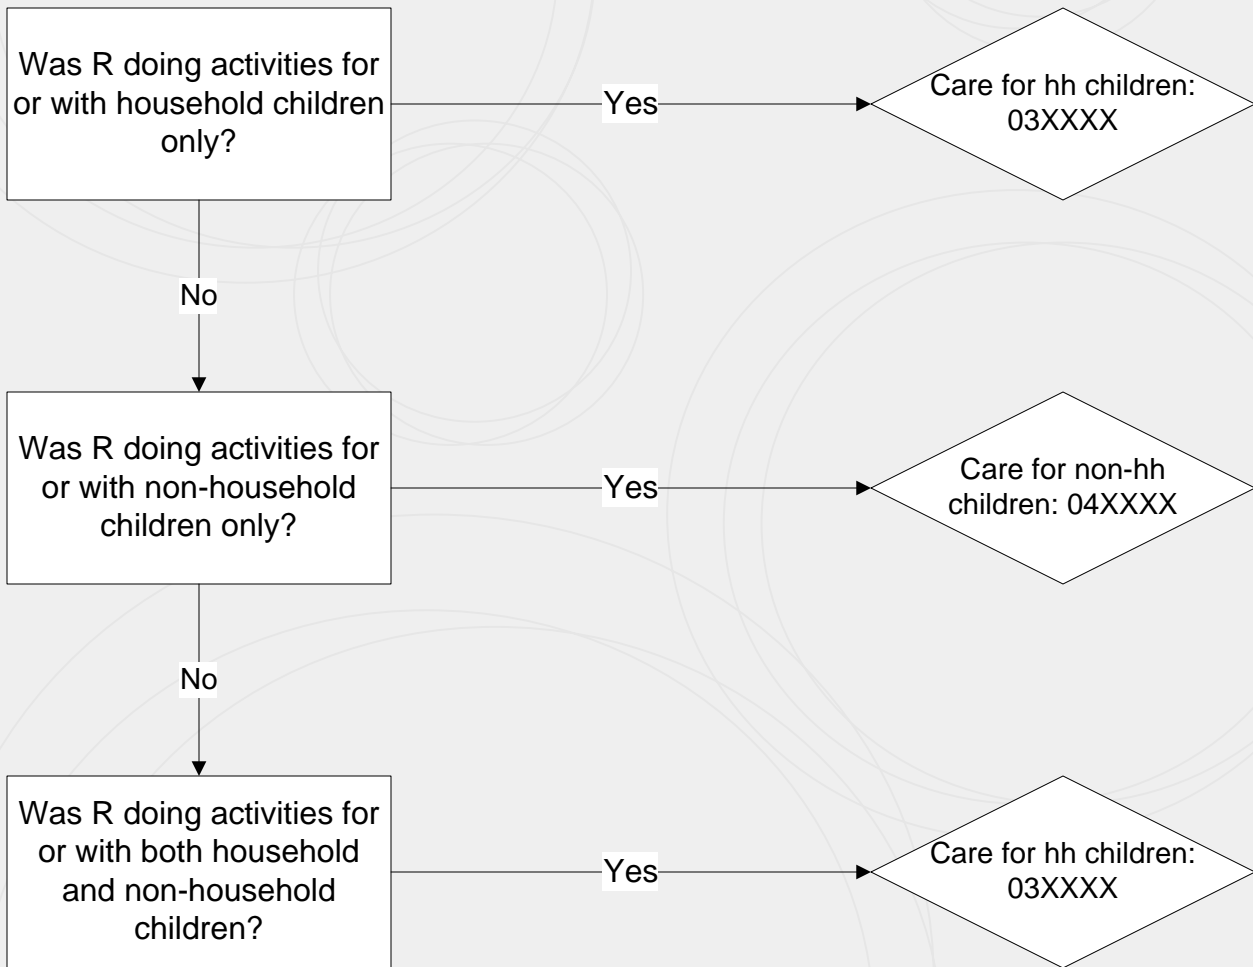 Was R doing activities for
or with household children
only?
Yes
Care for hh children:
03XXXX
No
Was R doing activities for
or with non-household
children only?
Yes
Care for non-hh
children: 04XXXX
No
Was R doing activities for
or with both household
and non-household
children?
Yes
Care for hh children:
03XXXX